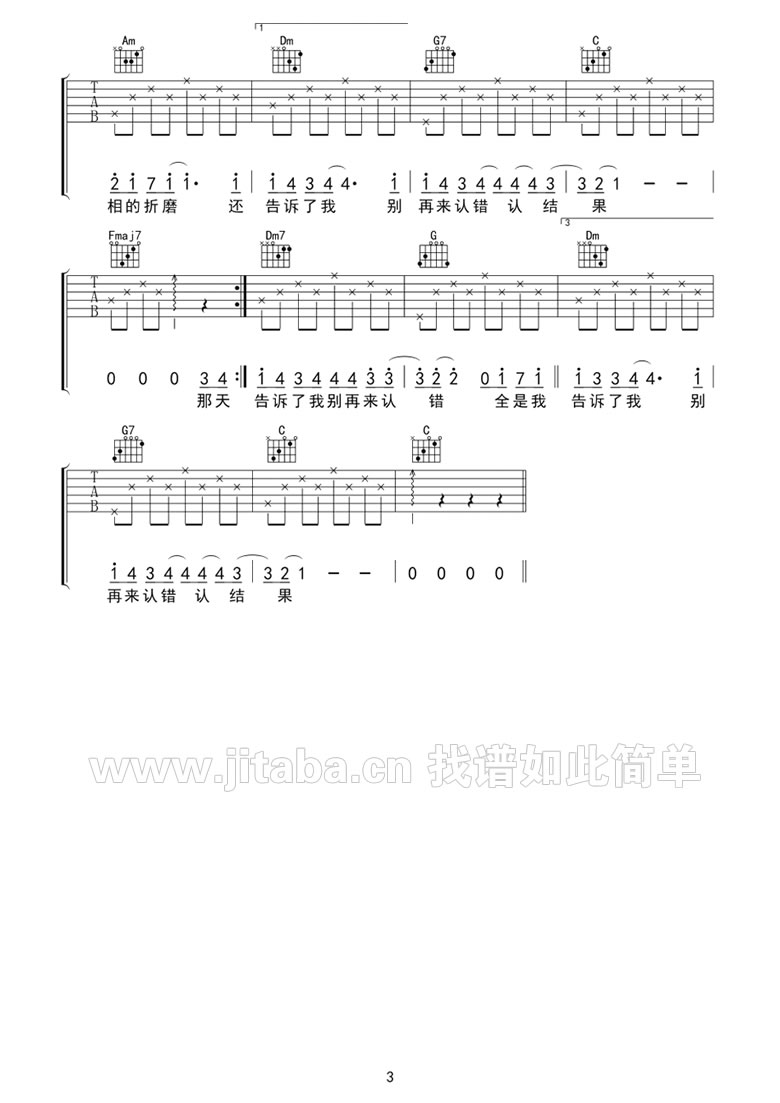 1
Am Dm G7 C
T
A
B
2 1 7 1 1· 1 | 1 4 3 4 4· 1 | 1 4 3 4 4 4 4 3 | 3 2 1 - - |
相的折磨 还 告诉了我 别 再来认错 认结 果
3
Fmaj7 Dm7 G Dm
T
A
B
0 0 0 3 4 :| 1 4 3 4 4 4 3 3 | 3 2 2 0 1 7 1 || 1 3 3 4 4· 1 |
那天 告诉了我别再来认 错 全是我 告诉了我 别
G7 C C
T
A
B
1 4 3 4 4 4 4 3 | 3 2 1 - - | 0 0 0 0 ||
再来认错 认 结 果
www.jitaba.cn 找谱如此简单
3